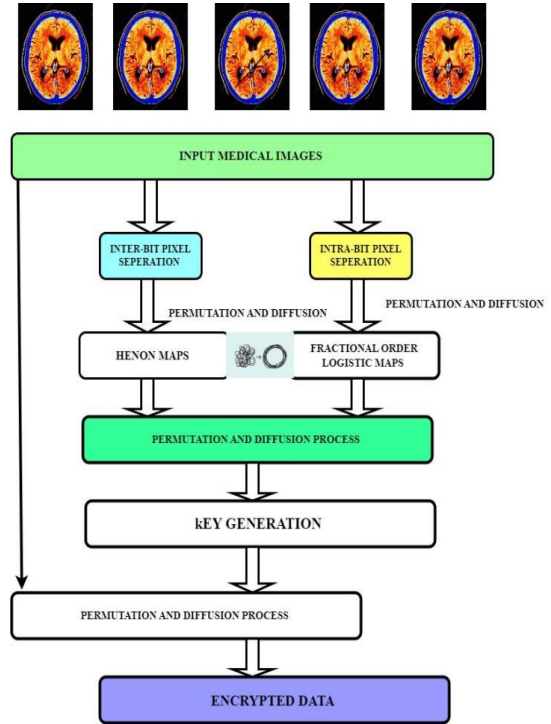 INPUT MEDICAL IMAGES
INTER-BIT PIXEL
SEPERATION
INTRA-BIT PIXEL
SEPERATION
PERMUTATION AND DIFFUSION
PERMUTATION AND DIFFUSION
HENON MAPS
FRACTIONAL ORDER
LOGISTIC MAPS
PERMUTATION AND DIFFUSION PROCESS
kEY GENERATION
PERMUTATION AND DIFFUSION PROCESS
ENCRYPTED DATA